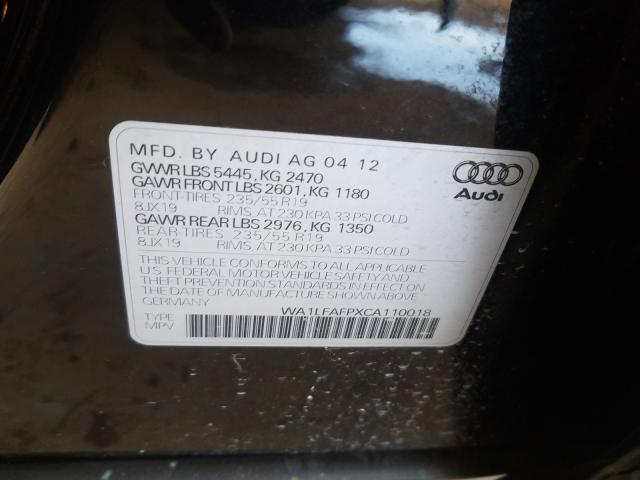 MFD. BY AUDI AG 04 12
GVWR LBS 5445, KG 2470
GAWR FRONT LBS 2601, KG 1180
FRONT-TIRES 235/55 R19
8JX19 RIMS, AT 230 KPA 33 PSI COLD
GAWR REAR LBS 2976, KG 1350
REAR-TIRES 235/55 R19
8JX19 RIMS, AT 230 KPA 33 PSI COLD
THIS VEHICLE CONFORMS TO ALL APPLICABLE
U.S. FEDERAL MOTOR VEHICLE SAFETY AND
THEFT PREVENTION STANDARDS IN EFFECT ON
THE DATE OF MANUFACTURE SHOWN ABOVE.
GERMANY
WA1LFAFPXCA110018
TYPE
MPV
Audi